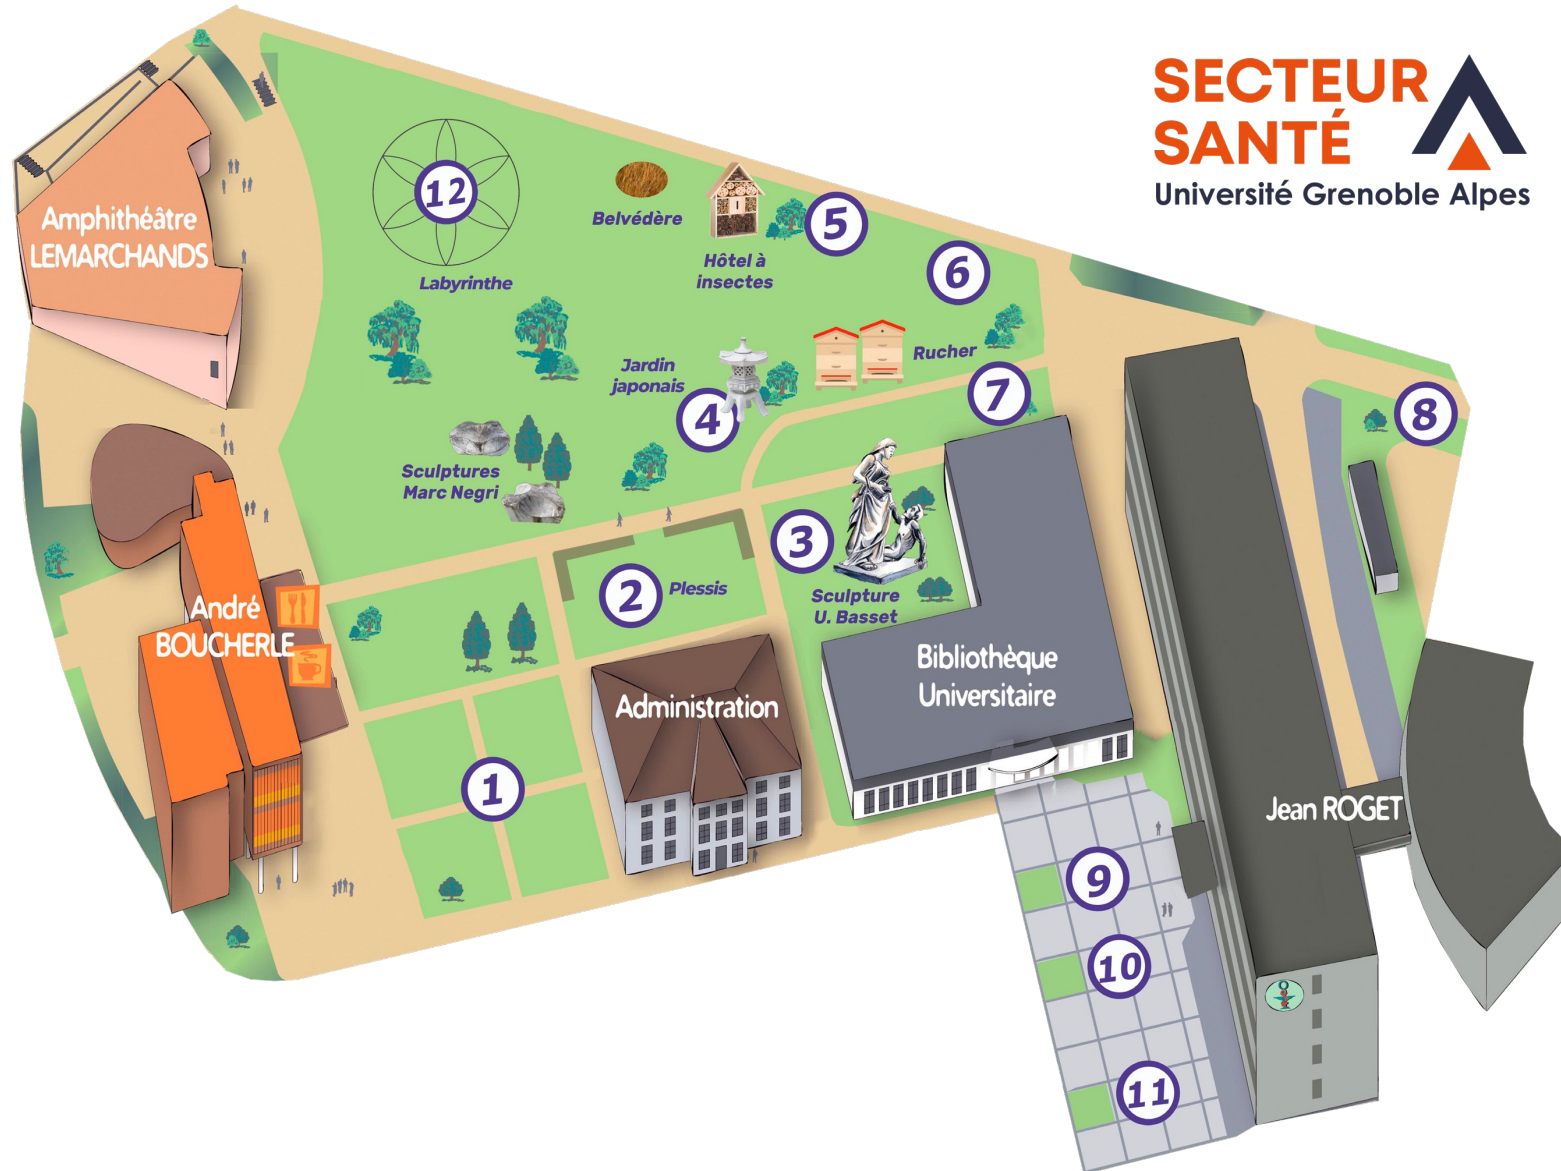 SECTEUR
SANTÉ
Université Grenoble Alpes
Amphithéâtre
LEMARCHANDS
12
Labyrinthe
Belvédère
Hôtel à
insectes
5
6
Rucher
Jardin
japonais
4
7
8
Sculptures
Marc Negri
3
Sculpture
U. Basset
2
Plessis
André
BOUCHERLE
Administration
Bibliothèque
Universitaire
1
Jean ROGET
9
10
11